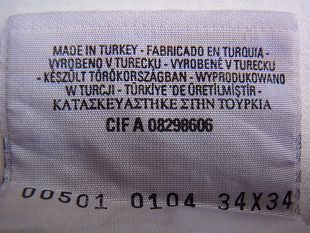 MADE IN TURKEY - FABRICADO EN TURQUIA -
VYROBENO V TURECKU - VYROBENÉ V TURECKU
- KÉSZÜLT TÖRÖKORSZÁGBAN - WYPRODUKOWANO
W TURCJI - TÜRKİYE 'DE ÜRETİLMİŞTİR -
ΚΑΤΑΣΚΕΥΑΣΤΗΚΕ ΣΤΗΝ ΤΟΥΡΚΙΑ
CIF A 08298606
00501 0104 34X34